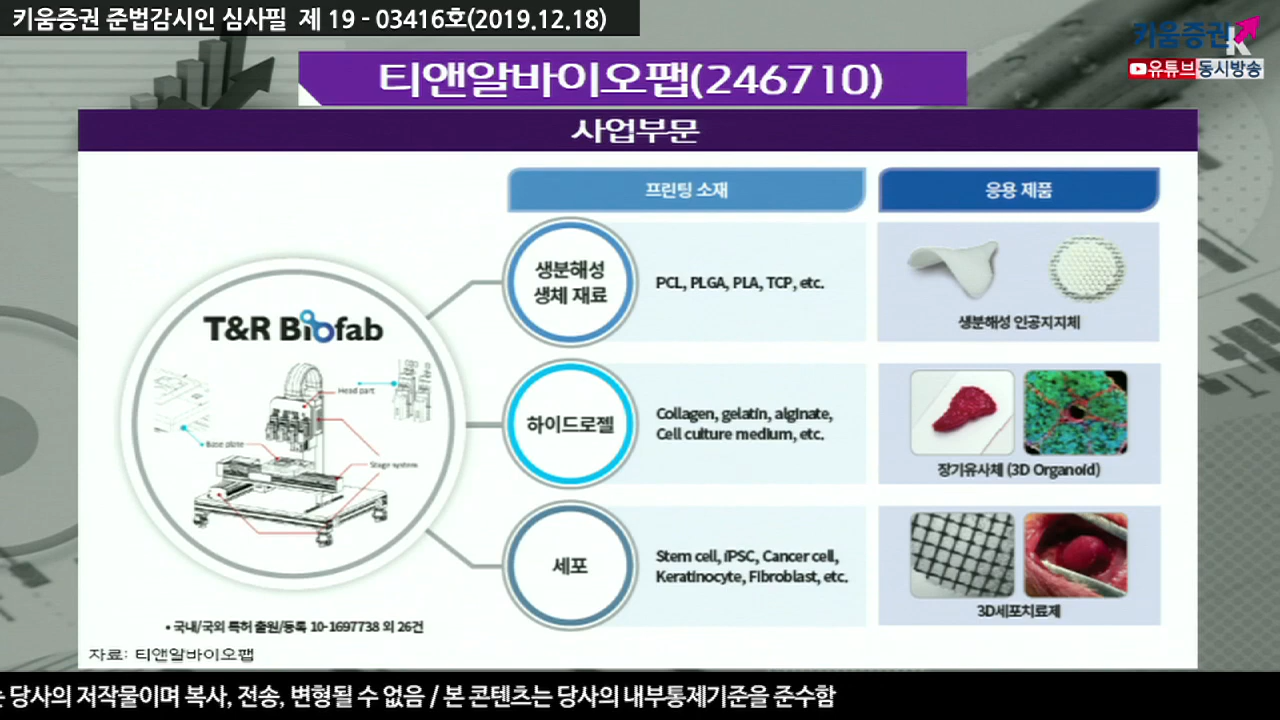 키움증권 준법감시인 심사필 제 19 - 03416호(2019.12.18)
키움증권
유튜브 동시방송
티앤알바이오팹(246710)
사업부문
프린팅 소재
응용 제품
생분해성
생체 재료
PCL, PLGA, PLA, TCP, etc.
생분해성 인공지지체
T&R Biofab
Head part
Base plate
Stage system
하이드로젤
Collagen, gelatin, alginate,
Cell culture medium, etc.
장기유사체 (3D Organoid)
세포
Stem cell, iPSC, Cancer cell,
Keratinocyte, Fibroblast, etc.
3D세포치료제
• 국내/국외 특허 출원/등록 10-1697738 외 26건
자료: 티앤알바이오팹
는 당사의 저작물이며 복사, 전송, 변형될 수 없음 / 본 콘텐츠는 당사의 내부통제기준을 준수함